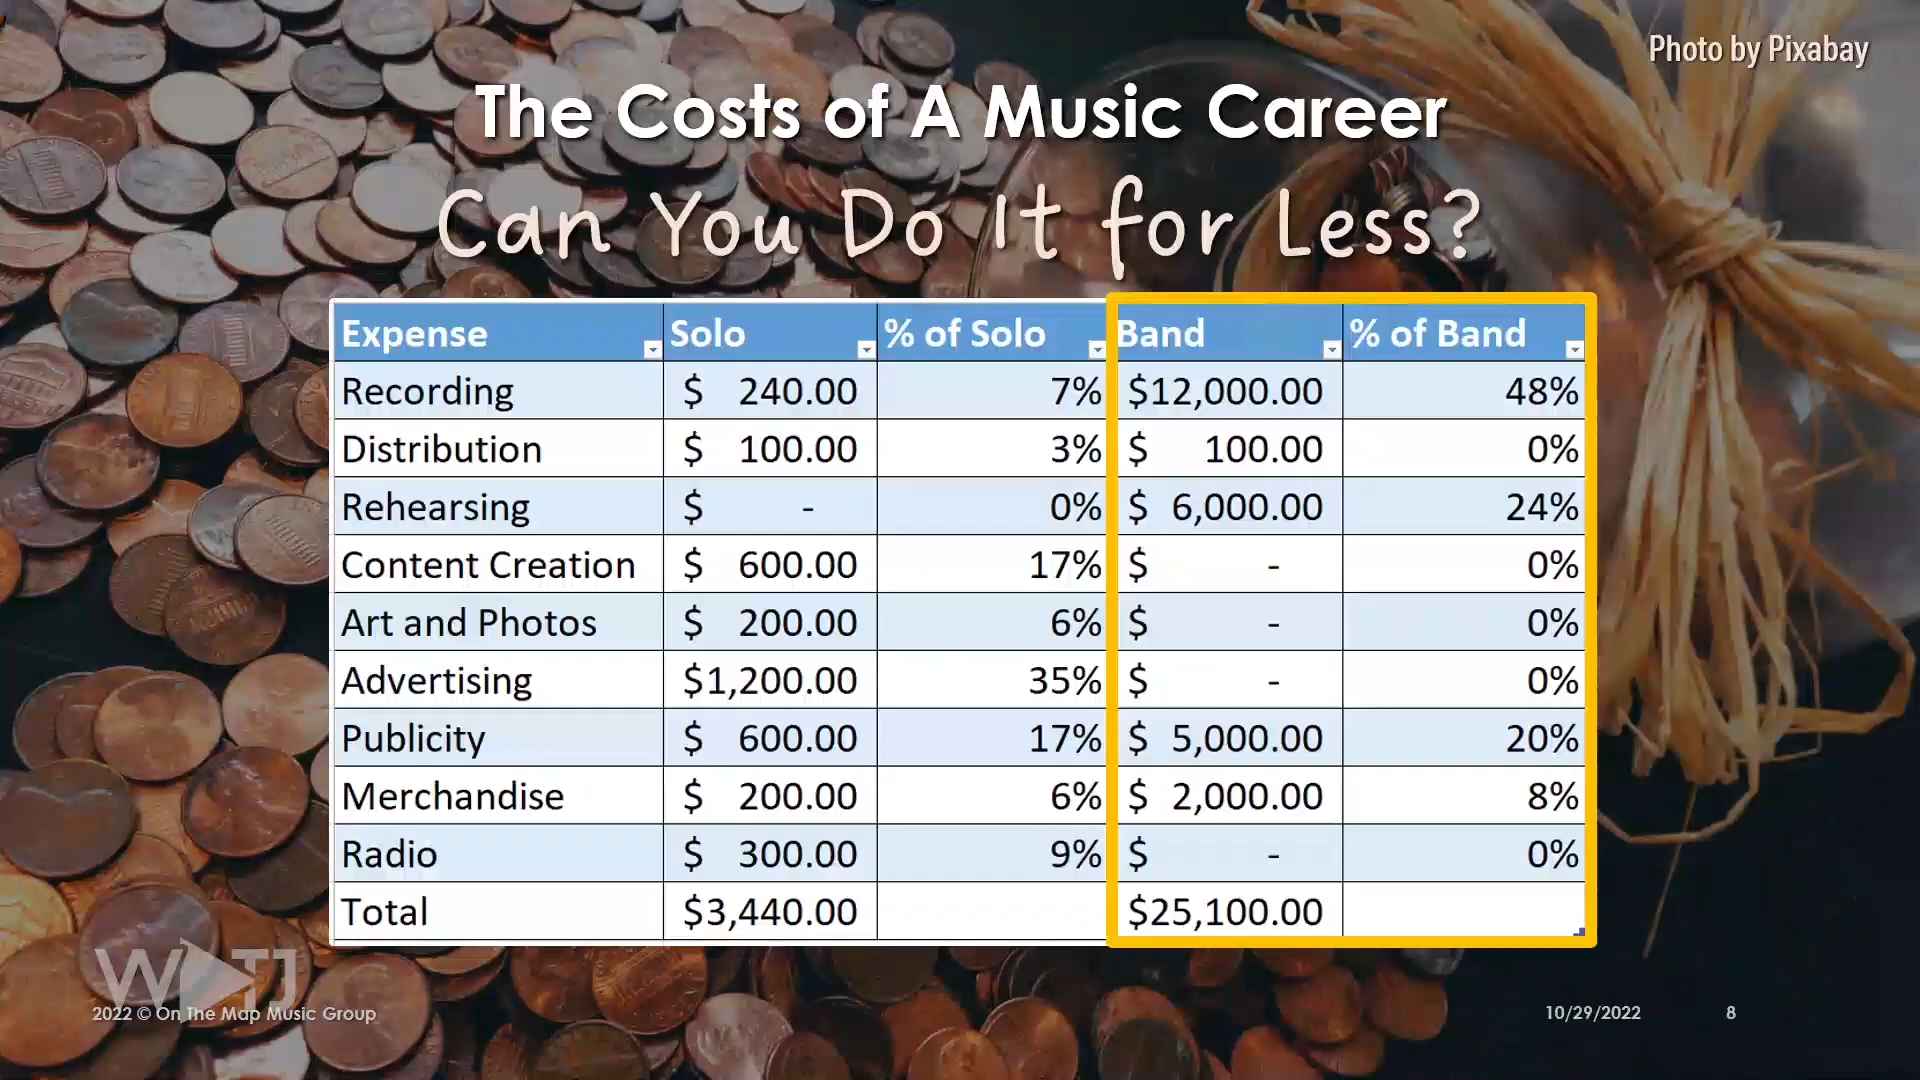 Photo by Pixabay
The Costs of A Music Career
Can You Do It for Less?
Expense Solo % of Solo Band % of Band
Recording $ 240.00 7% $12,000.00 48%
Distribution $ 100.00 3% $ 100.00 0%
Rehearsing $ - 0% $ 6,000.00 24%
Content Creation $ 600.00 17% $ - 0%
Art and Photos $ 200.00 6% $ - 0%
Advertising $1,200.00 35% $ - 0%
Publicity $ 600.00 17% $ 5,000.00 20%
Merchandise $ 200.00 6% $ 2,000.00 8%
Radio $ 300.00 9% $ - 0%
Total $3,440.00 $25,100.00
2022 © On The Map Music Group 10/29/2022 8